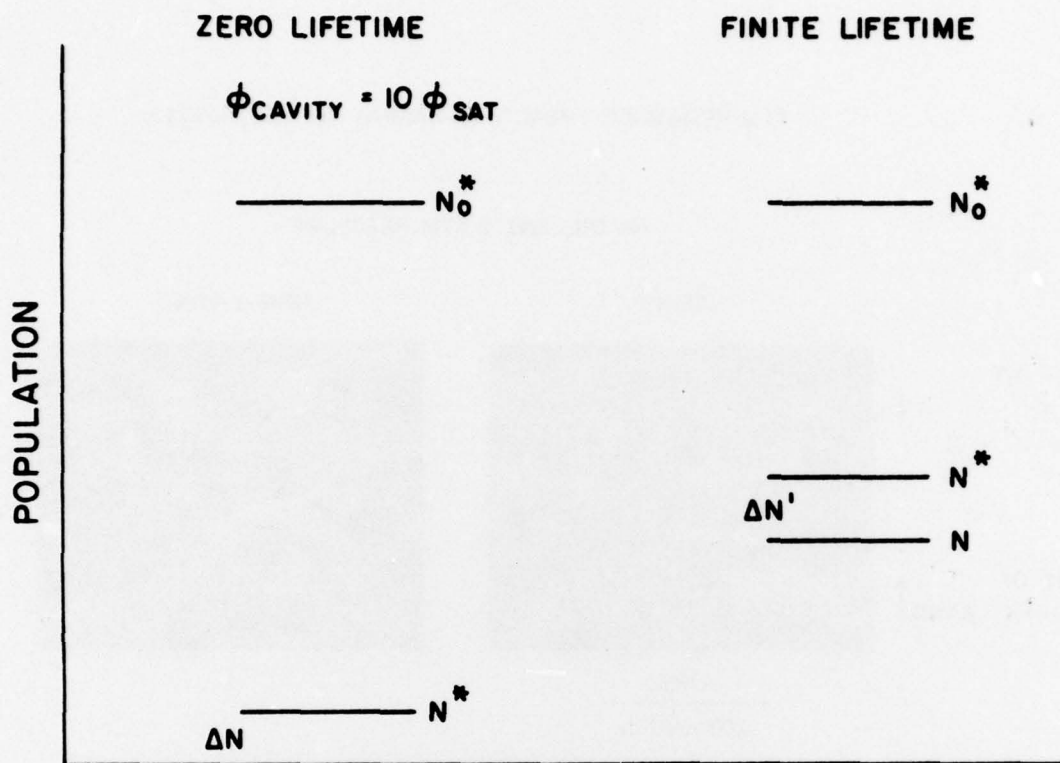 ZERO LIFETIME
FINITE LIFETIME
ϕCAVITY = 10 ϕSAT
N₀*
N₀*
POPULATION
N*
ΔN'
N
N*
ΔN